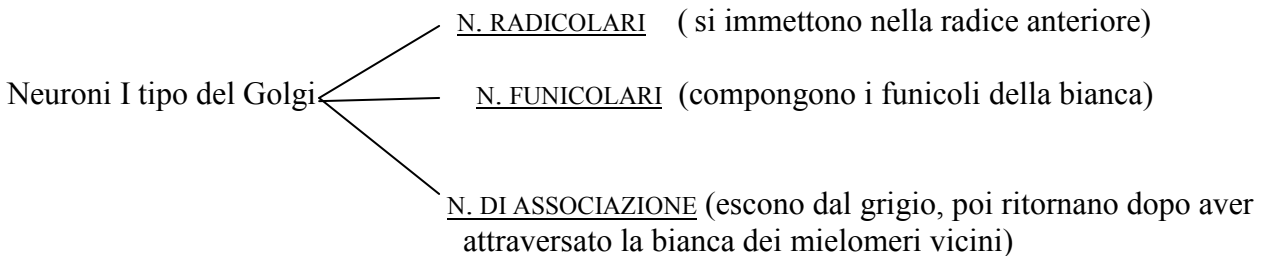 N. RADICOLARI ( si immettono nella radice anteriore)
Neuroni I tipo del Golgi N. FUNICOLARI (compongono i funicoli della bianca)
N. DI ASSOCIAZIONE (escono dal grigio, poi ritornano dopo aver
attraversato la bianca dei mielomeri vicini)